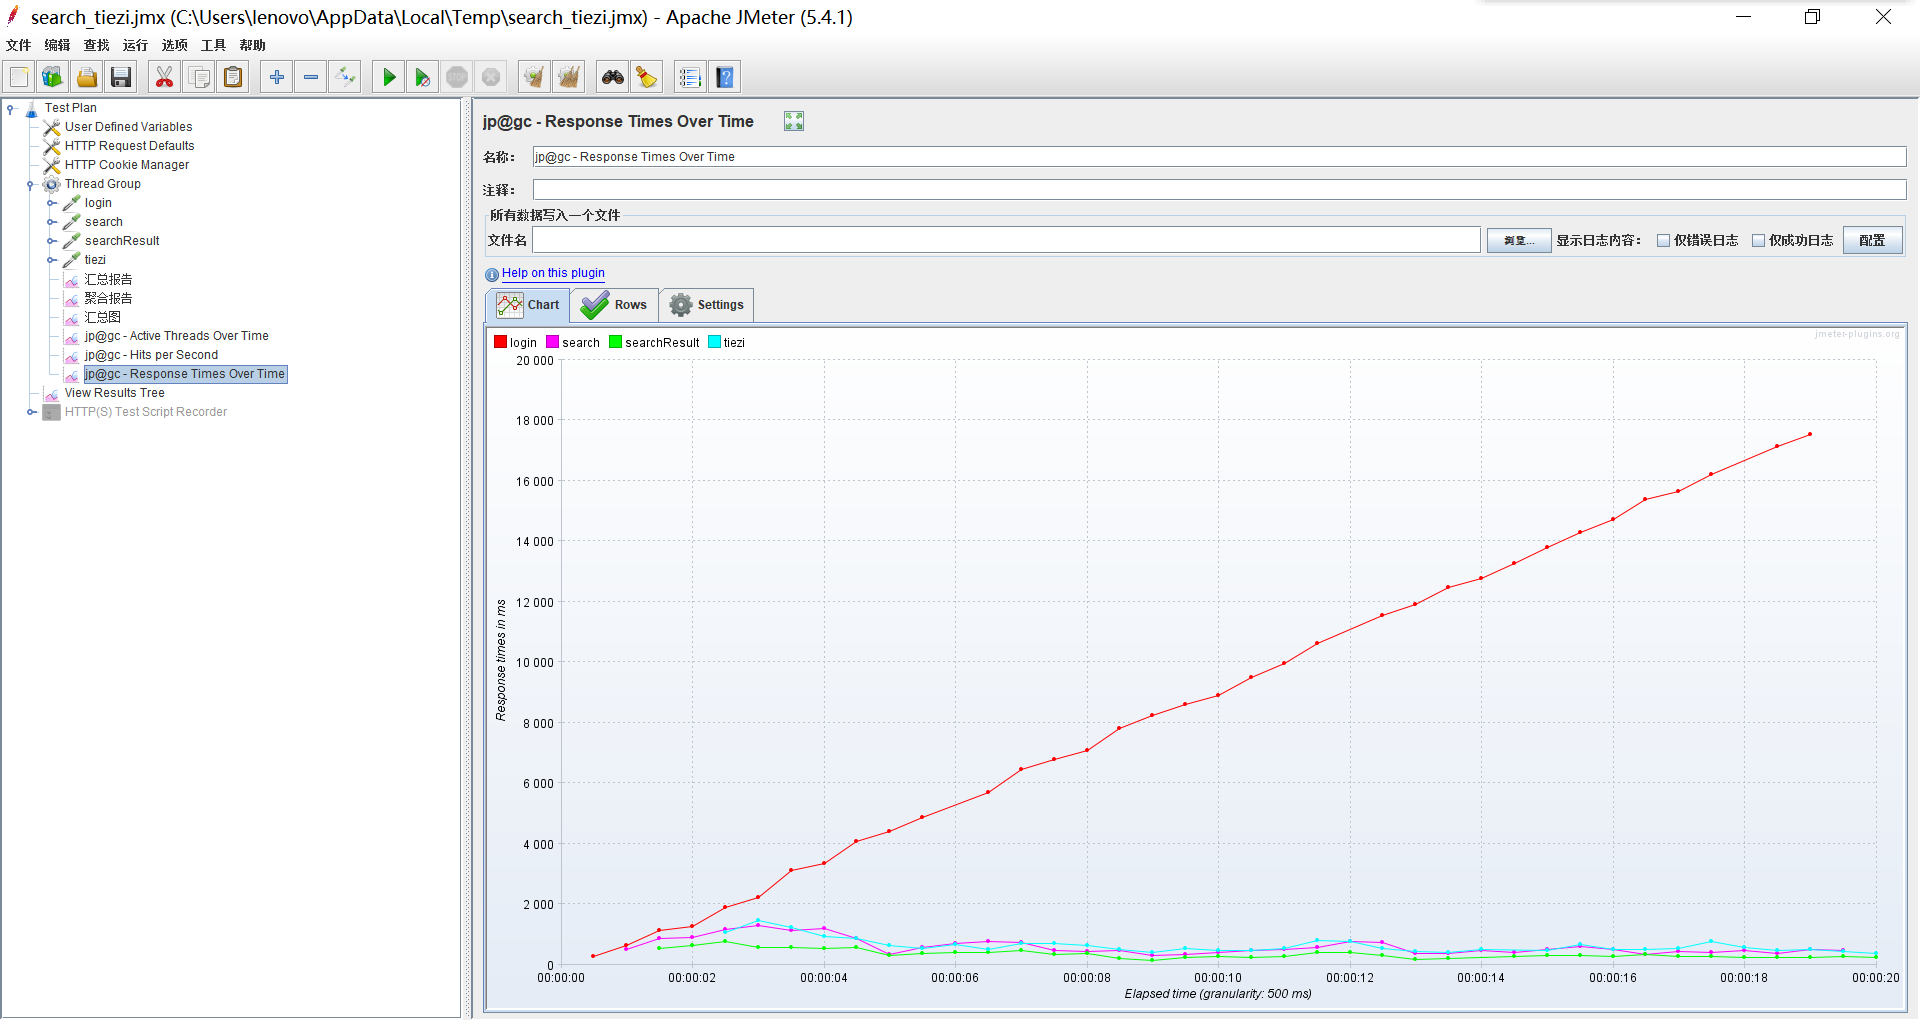 search_tiezi.jmx (C:\Users\lenovo\AppData\Local\Temp\search_tiezi.jmx) - Apache JMeter (5.4.1)
文件 编辑 查找 运行 选项 工具 帮助
STOP
Test Plan
User Defined Variables
HTTP Request Defaults
HTTP Cookie Manager
Thread Group
login
search
searchResult
tiezi
汇总报告
聚合报告
汇总图
jp@gc - Active Threads Over Time
jp@gc - Hits per Second
jp@gc - Response Times Over Time
View Results Tree
HTTP(S) Test Script Recorder
jp@gc - Response Times Over Time
名称: jp@gc - Response Times Over Time
注释:
所有数据写入一个文件
文件名 浏览... 显示日志内容: 仅错误日志 仅成功日志 配置
Help on this plugin
Chart Rows Settings
jmeter-plugins.org
login search searchResult tiezi
20 000
18 000
16 000
14 000
12 000
10 000
8 000
6 000
4 000
2 000
0
Response times in ms
00:00:00 00:00:02 00:00:04 00:00:06 00:00:08 00:00:10 00:00:12 00:00:14 00:00:16 00:00:18 00:00:20
Elapsed time (granularity: 500 ms)